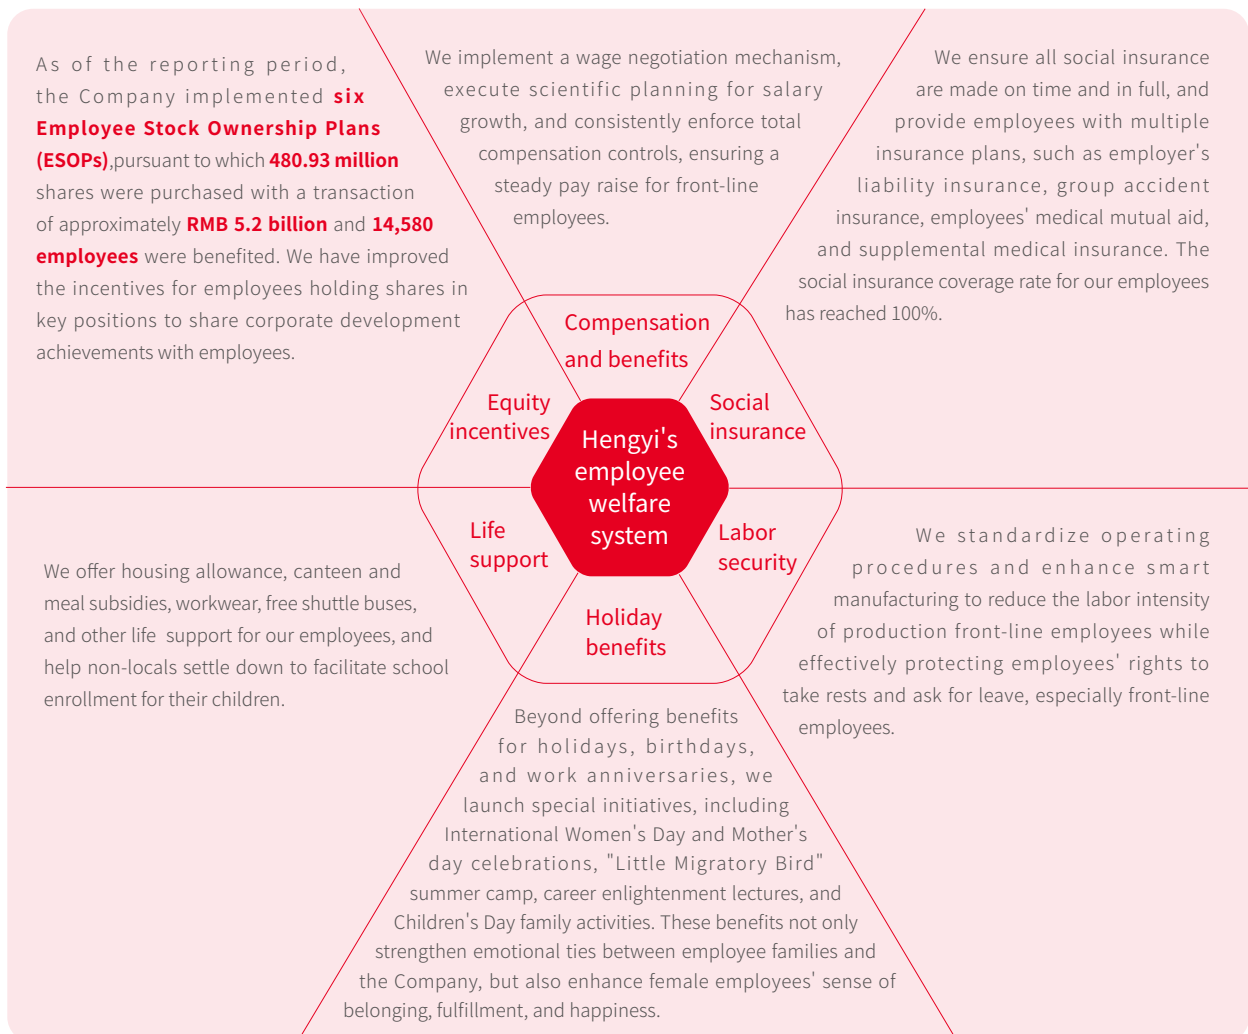 As of the reporting period,
the Company implemented six
Employee Stock Ownership Plans
(ESOPs),pursuant to which 480.93 million
shares were purchased with a transaction
of approximately RMB 5.2 billion and 14,580
employees were benefited. We have improved
the incentives for employees holding shares in
key positions to share corporate development
achievements with employees.
We implement a wage negotiation mechanism,
execute scientific planning for salary
growth, and consistently enforce total
compensation controls, ensuring a
steady pay raise for front-line
employees.
We ensure all social insurance
are made on time and in full, and
provide employees with multiple
insurance plans, such as employer's
liability insurance, group accident
insurance, employees' medical mutual aid,
and supplemental medical insurance. The
social insurance coverage rate for our employees
has reached 100%.
Compensation
and benefits
Equity
incentives
Social
insurance
Hengyi's
employee
welfare
system
Life
support
Labor
security
Holiday
benefits
We offer housing allowance, canteen and
meal subsidies, workwear, free shuttle buses,
and other life support for our employees, and
help non-locals settle down to facilitate school
enrollment for their children.
We standardize operating
procedures and enhance smart
manufacturing to reduce the labor intensity
of production front-line employees while
effectively protecting employees' rights to
take rests and ask for leave, especially front-line
employees.
Beyond offering benefits
for holidays, birthdays,
and work anniversaries, we
launch special initiatives, including
International Women's Day and Mother's
day celebrations, "Little Migratory Bird"
summer camp, career enlightenment lectures, and
Children's Day family activities. These benefits not only
strengthen emotional ties between employee families and
the Company, but also enhance female employees' sense of
belonging, fulfillment, and happiness.